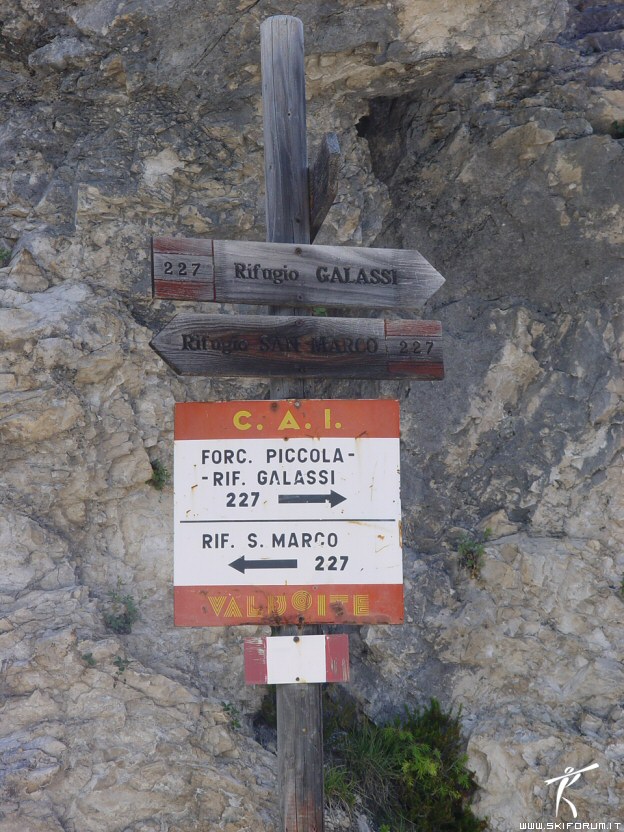 227 Rifugio GALASSI
Rifugio SAN MARCO 227
C. A. I.
FORC. PICCOLA-
-RIF. GALASSI
227
RIF. S. MARCO
227
VALBOITE
WWW.SKIFORUM.IT